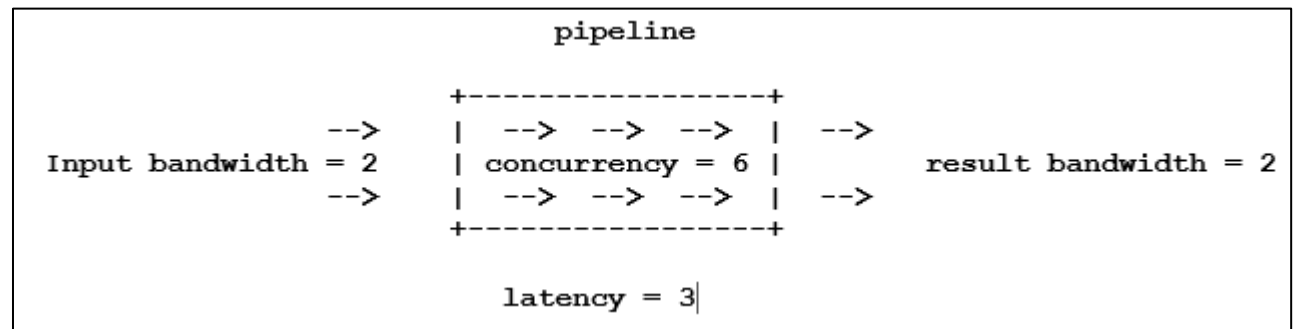 pipeline
+-----------------+
--> | --> --> --> | -->
Input bandwidth = 2 | concurrency = 6 | result bandwidth = 2
--> | --> --> --> | -->
+-----------------+
latency = 3